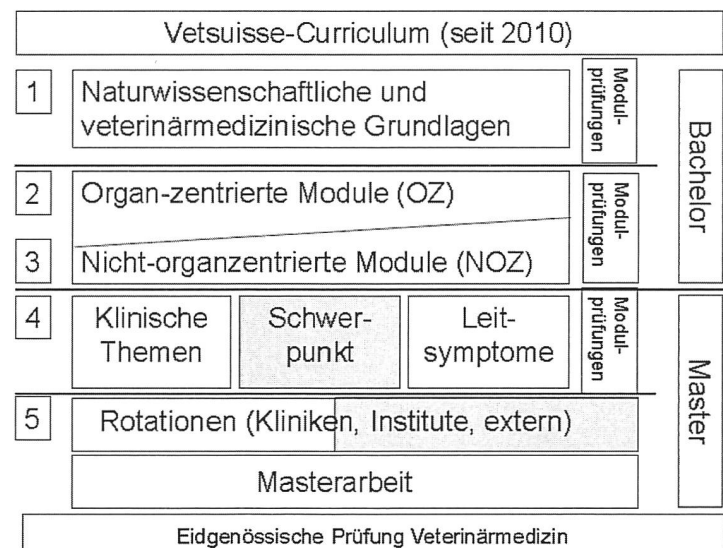 Vetsuisse-Curriculum (seit 2010)
1
Naturwissenschaftliche und
veterinärmedizinische Grundlagen
Modul-
prüfungen
Bachelor
2
Organ-zentrierte Module (OZ)
Modul-
prüfungen
3
Nicht-organzentrierte Module (NOZ)
4
Klinische
Themen
Schwer-
punkt
Leit-
symptome
Modul-
prüfungen
Master
5
Rotationen (Kliniken, Institute, extern)
Masterarbeit
Eidgenössische Prüfung Veterinärmedizin